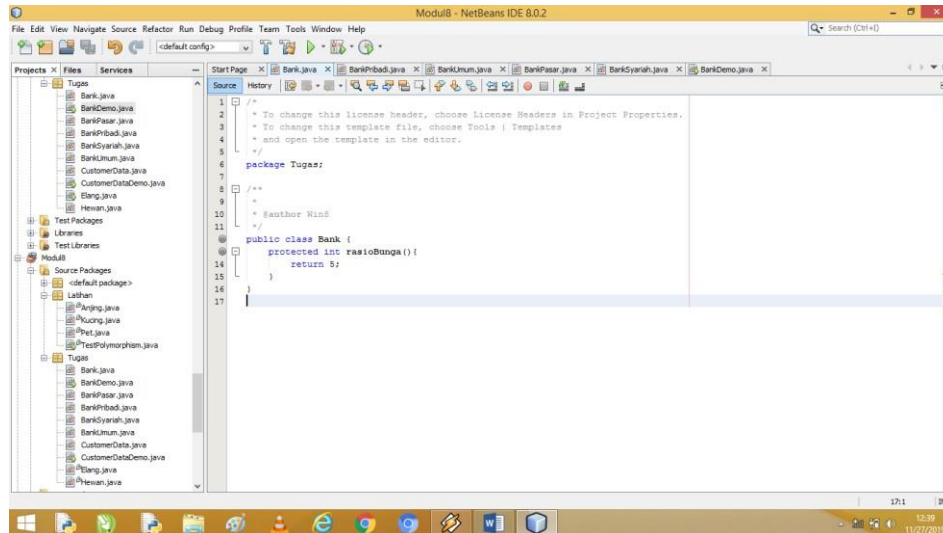 Modul8 - NetBeans IDE 8.0.2
File Edit View Navigate Source Refactor Run Debug Profile Team Tools Window Help
Search (Ctrl+I)
<default config>
Projects Files Services
Start Page Bank.java BankPribadi.java BankUmum.java BankPasar.java BankSyariah.java BankDemo.java
Source History
Tugas
Bank.java
BankDemo.java
BankPasar.java
BankPribadi.java
BankSyariah.java
BankUmum.java
CustomerData.java
CustomerDataDemo.java
Elang.java
Hewan.java
Test Packages
Libraries
Test Libraries
Modul8
Source Packages
<default package>
Latihan
Anjing.java
Kucing.java
Pet.java
TestPolymorphism.java
Tugas
Bank.java
BankDemo.java
BankPasar.java
BankPribadi.java
BankSyariah.java
BankUmum.java
CustomerData.java
CustomerDataDemo.java
Elang.java
Hewan.java
1 /*
2 * To change this license header, choose License Headers in Project Properties.
3 * To change this template file, choose Tools | Templates
4 * and open the template in the editor.
5 */
6 package Tugas;
7
8 /**
9 *
10 * @author Win8
11 */
public class Bank {
protected int rasioBunga(){
14 return 5;
15 }
16 }
17
17:1
12:39